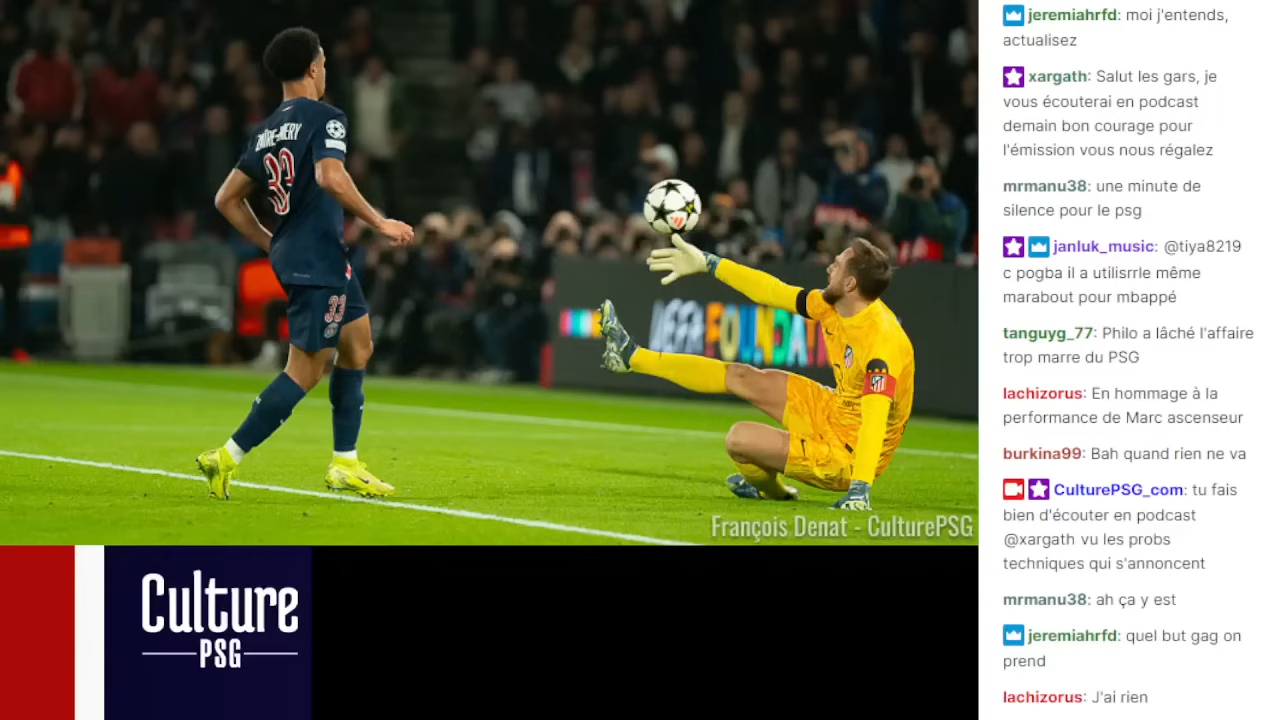 ZAÏRE-EMERY
33
33
UEFA FOUNDATI
François Denat - CulturePSG
Culture
PSG
jeremiahrfd: moi j'entends,
actualisez
xargath: Salut les gars, je
vous écouterai en podcast
demain bon courage pour
l'émission vous nous régalez
mrmanu38: une minute de
silence pour le psg
janluk_music: @tiya8219
c pogba il a utilisrrle même
marabout pour mbappé
tanguyg_77: Philo a lâché l'affaire
trop marre du PSG
lachizorus: En hommage à la
performance de Marc ascenseur
burkina99: Bah quand rien ne va
CulturePSG_com: tu fais
bien d'écouter en podcast
@xargath vu les probs
techniques qui s'annoncent
mrmanu38: ah ça y est
jeremiahrfd: quel but gag on
prend
lachizorus: J'ai rien